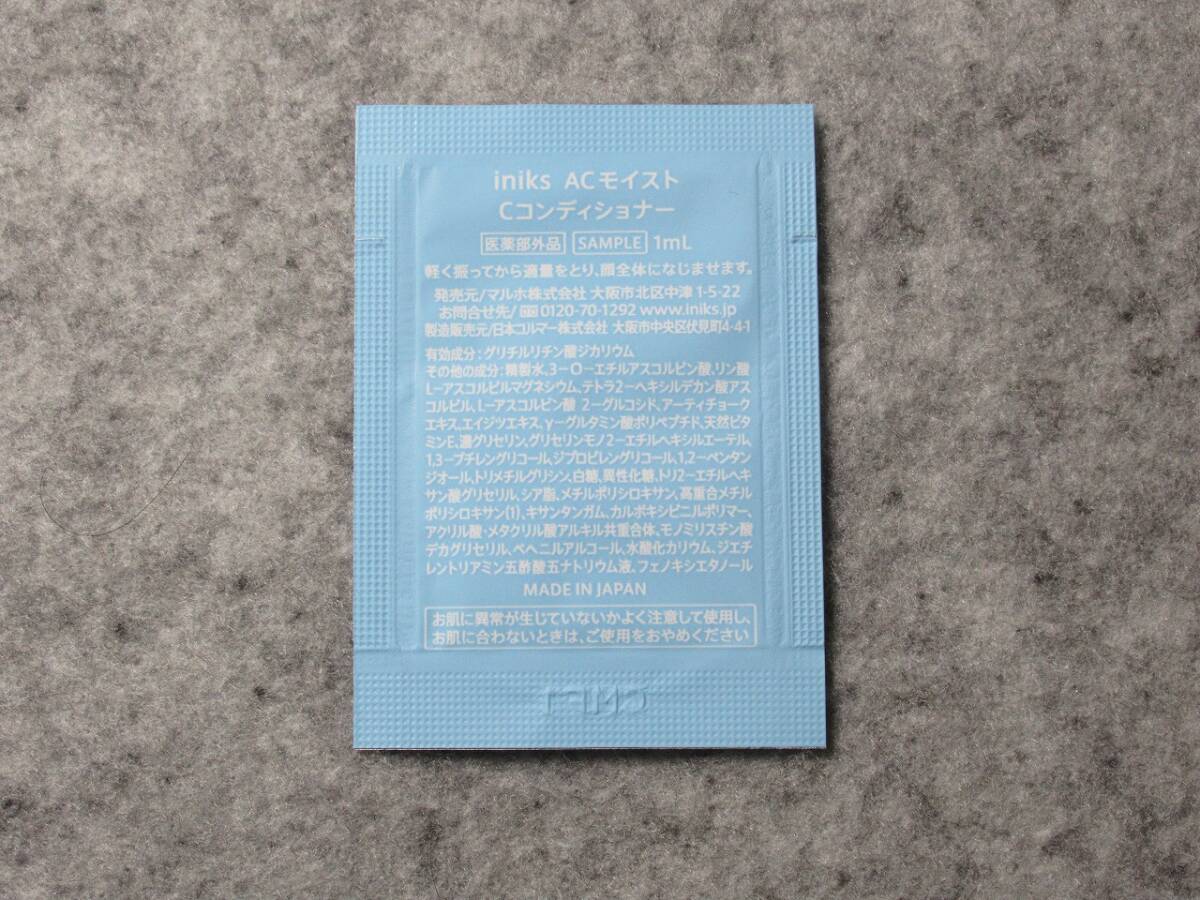 iniks ACモイスト
Cコンディショナー
医薬部外品 SAMPLE 1mL
軽く振ってから適量をとり、顔全体になじませます。
発売元/マルホ株式会社 大阪市北区中津1-5-22
お問合せ先/ 0120-70-1292 www.iniks.jp
製造販売元/日本コルマー株式会社 大阪市中央区伏見町4-4-1
有効成分:グリチルリチン酸ジカリウム
その他の成分:精製水、3-O-エチルアスコルビン酸、リン酸
L-アスコルビルマグネシウム、テトラ2-ヘキシルデカン酸アス
コルビル、L-アスコルビン酸 2-グルコシド、アーティチョーク
エキス、エイジツエキス、γ-グルタミン酸ポリペプチド、天然ビタ
ミンE、濃グリセリン、グリセリンモノ2-エチルヘキシルエーテル、
1,3-ブチレングリコール、ジプロピレングリコール、1,2-ペンタン
ジオール、トリメチルグリシン、白糖、異性化糖、トリ2-エチルヘキ
サン酸グリセリル、シア脂、メチルポリシロキサン、高重合メチル
ポリシロキサン(1)、キサンタンガム、カルボキシビニルポリマー、
アクリル酸・メタクリル酸アルキル共重合体、モノミリスチン酸
デカグリセリル、ベヘニルアルコール、水酸化カリウム、ジエチ
レントリアミン五酢酸五ナトリウム液、フェノキシエタノール
MADE IN JAPAN
お肌に異常が生じていないかよく注意して使用し、
お肌に合わないときは、ご使用をおやめください